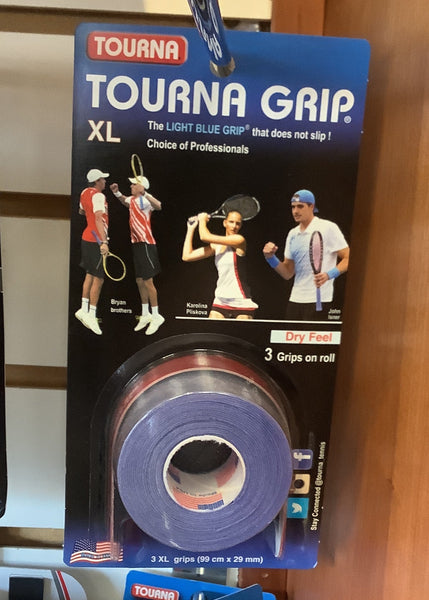 TOURNA
TOURNA GRIP®
XL
The LIGHT BLUE GRIP® that does not slip !
Choice of Professionals
Bryan
brothers
Karolina
Pliskova
John
Isner
Dry Feel
3 Grips on roll
Stay Connected @tourna_tennis
3 XL grips (99 cm x 29 mm)
TOURNA